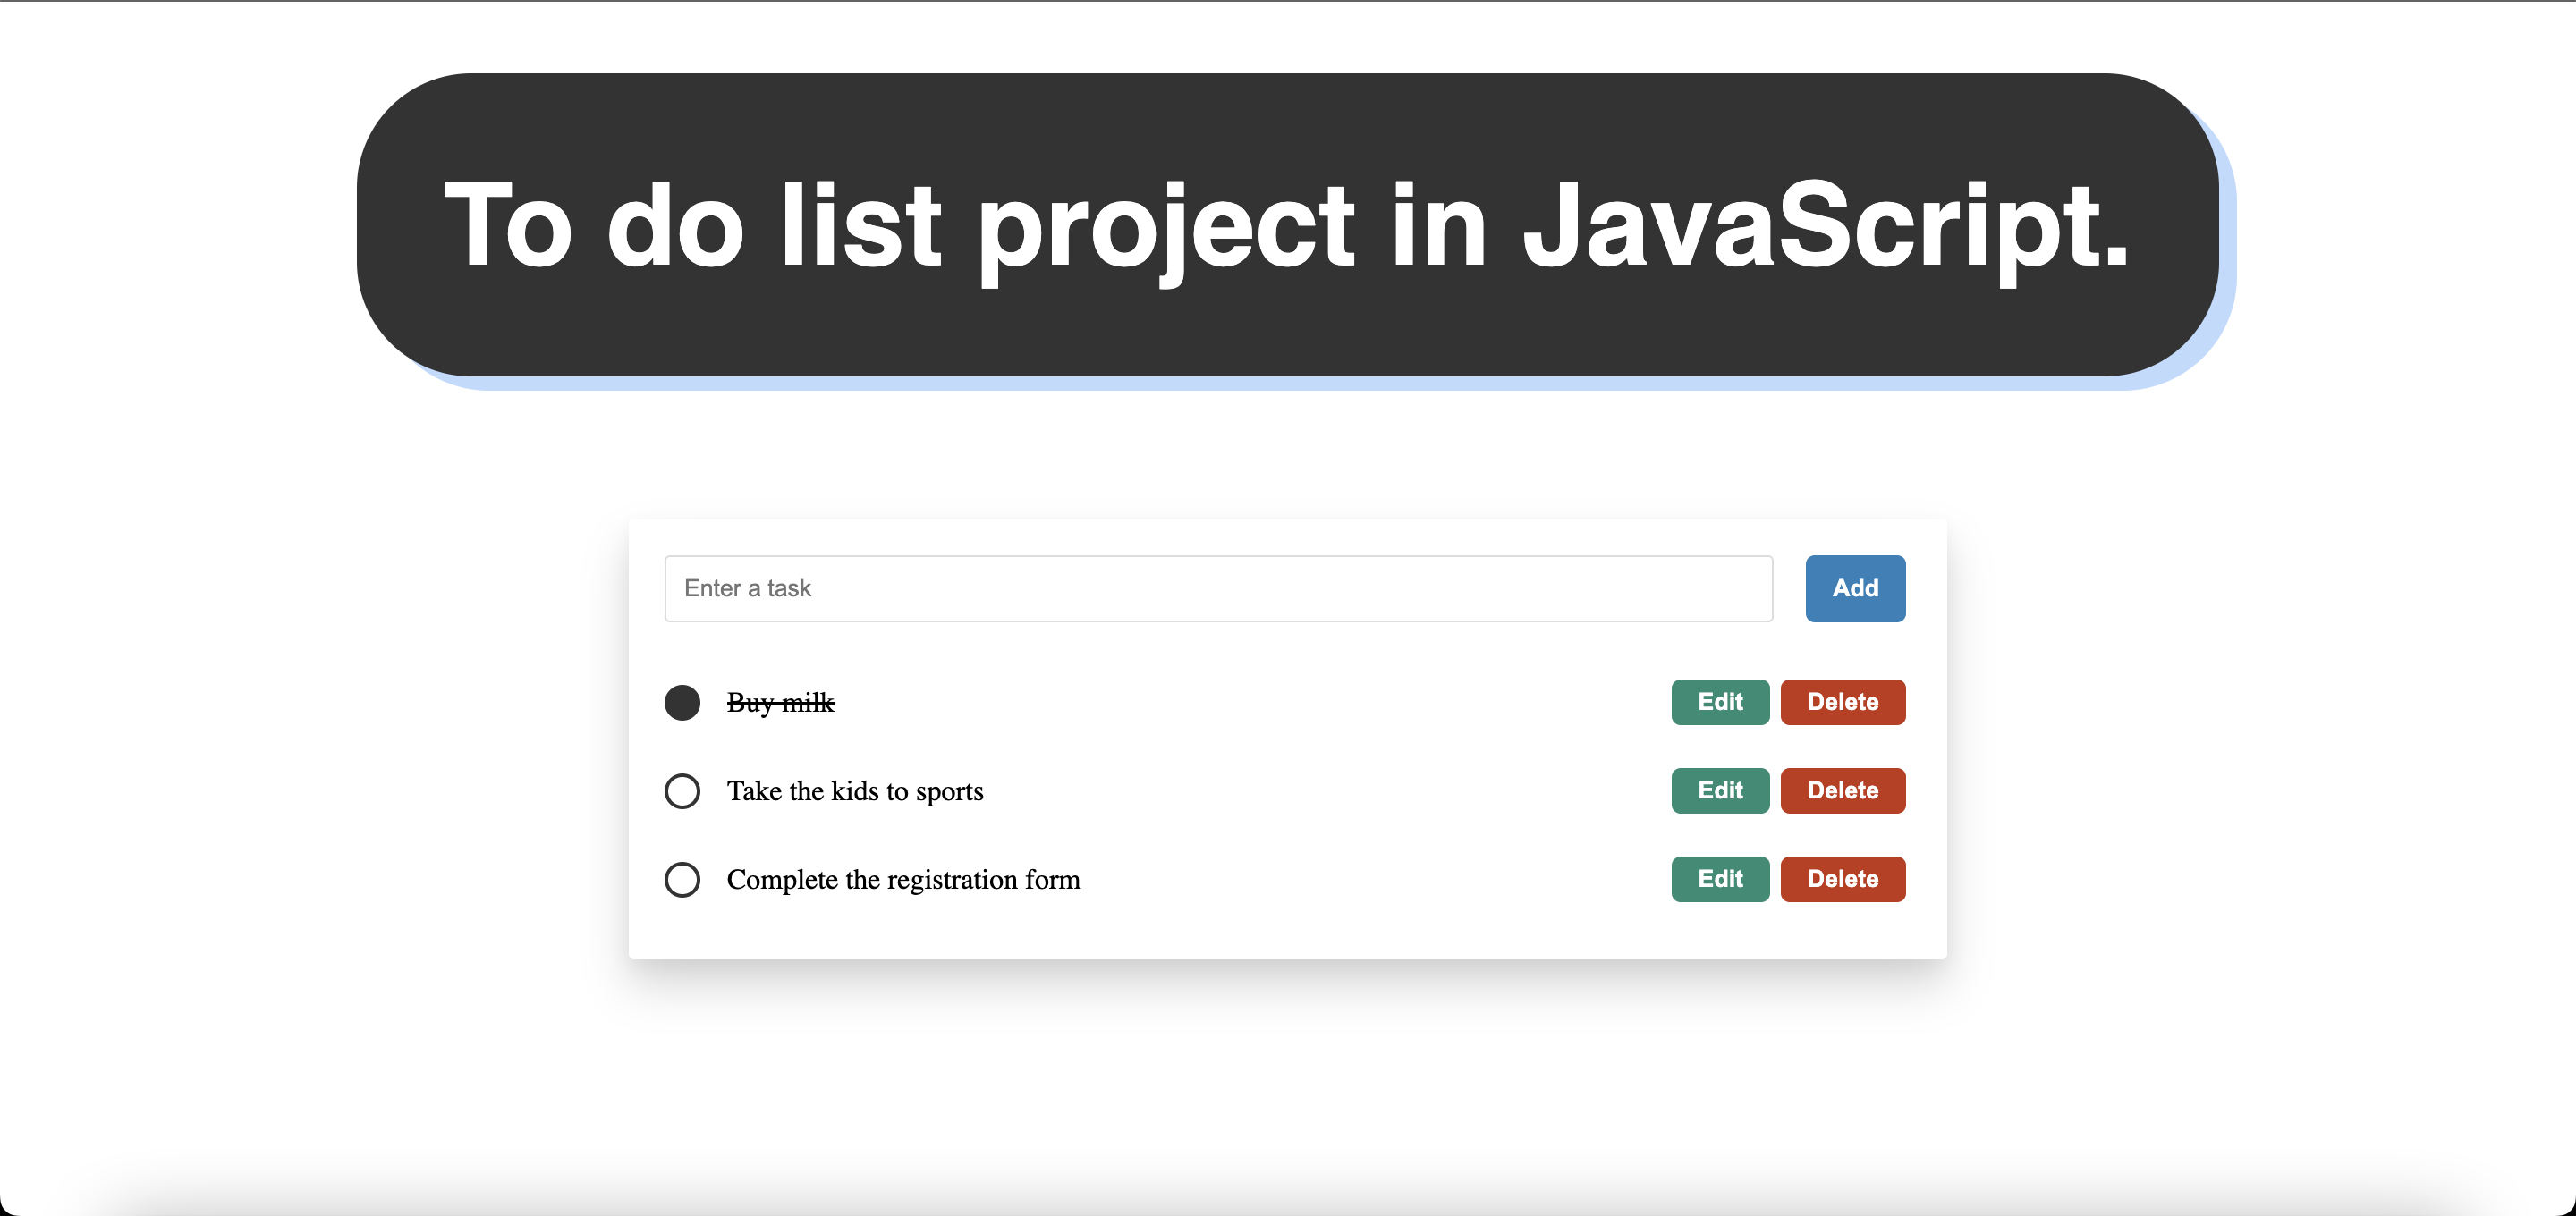 To do list project in JavaScript.
Enter a task
Add
Buy milk
Edit
Delete
Take the kids to sports
Edit
Delete
Complete the registration form
Edit
Delete